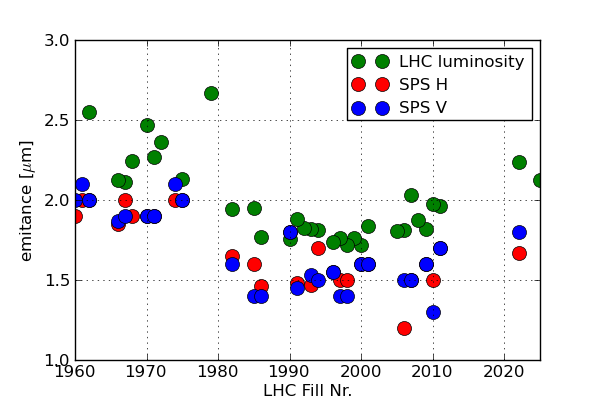 3.0
2.5
2.0
1.5
1.0
emitance [μm]
LHC luminosity
SPS H
SPS V
1960 1970 1980 1990 2000 2010 2020
LHC Fill Nr.